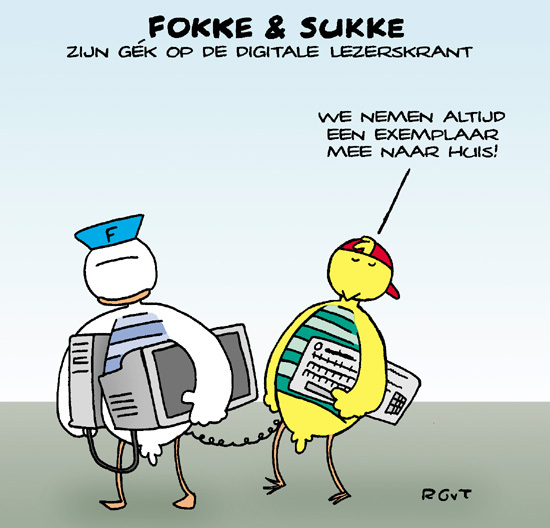 FOKKE & SUKKE
ZIJN GÉK OP DE DIGITALE LEZERSKRANT
WE NEMEN ALTIJD
EEN EXEMPLAAR
MEE NAAR HUIS!
F
RGVT